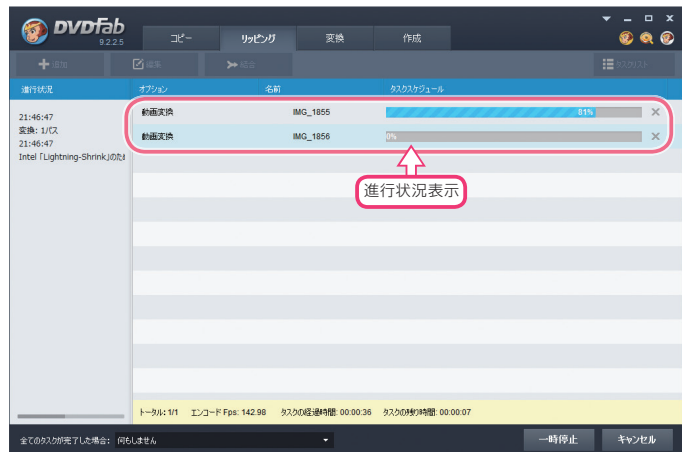 DVDFab
9.2.2.5
コピー
リッピング
変換
作成
追加
編集
結合
タスクリスト
進行状況
オプション
名前
タスクスケジュール
21:46:47
変換: 1/パス
21:46:47
Intel「Lightning-Shrink」のため
動画変換
IMG_1855
81%
動画変換
IMG_1856
0%
進行状況表示
トータル: 1/1
エンコード Fps: 142.98
タスクの経過時間: 00:00:36
タスクの残り時間: 00:00:07
全てのタスクが完了した場合:
何もしません
一時停止
キャンセル